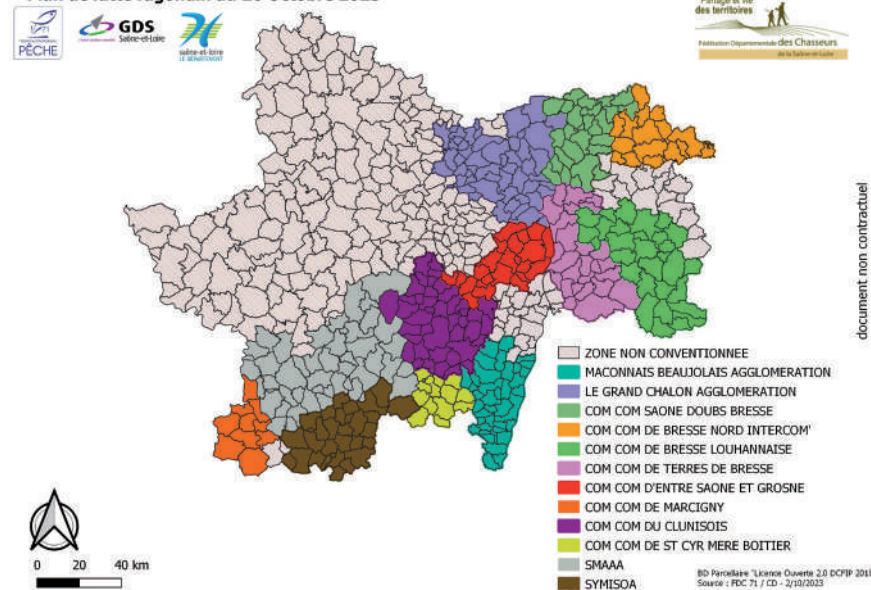 PÊCHE
GDS
Saône-et-Loire
saône-et-loire
LE DÉPARTEMENT
des territoires
Fédération Départementale des Chasseurs
de la Saône-et-Loire
document non contractuel
ZONE NON CONVENTIONNEE
MACONNAIS BEAUJOLAIS AGGLOMERATION
LE GRAND CHALON AGGLOMERATION
COM COM SAONE DOUBS BRESSE
COM COM DE BRESSE NORD INTERCOM'
COM COM DE BRESSE LOUHANNAISE
COM COM DE TERRES DE BRESSE
COM COM D'ENTRE SAONE ET GROSNE
COM COM DE MARCIGNY
COM COM DU CLUNISOIS
COM COM DE ST CYR MERE BOITIER
SMAAA
SYMISOA
0 20 40 km
BD Parcellaire "Licence Ouverte 2.0 DCFIP 2018
Source : FDC 71 / CD - 2/10/2023